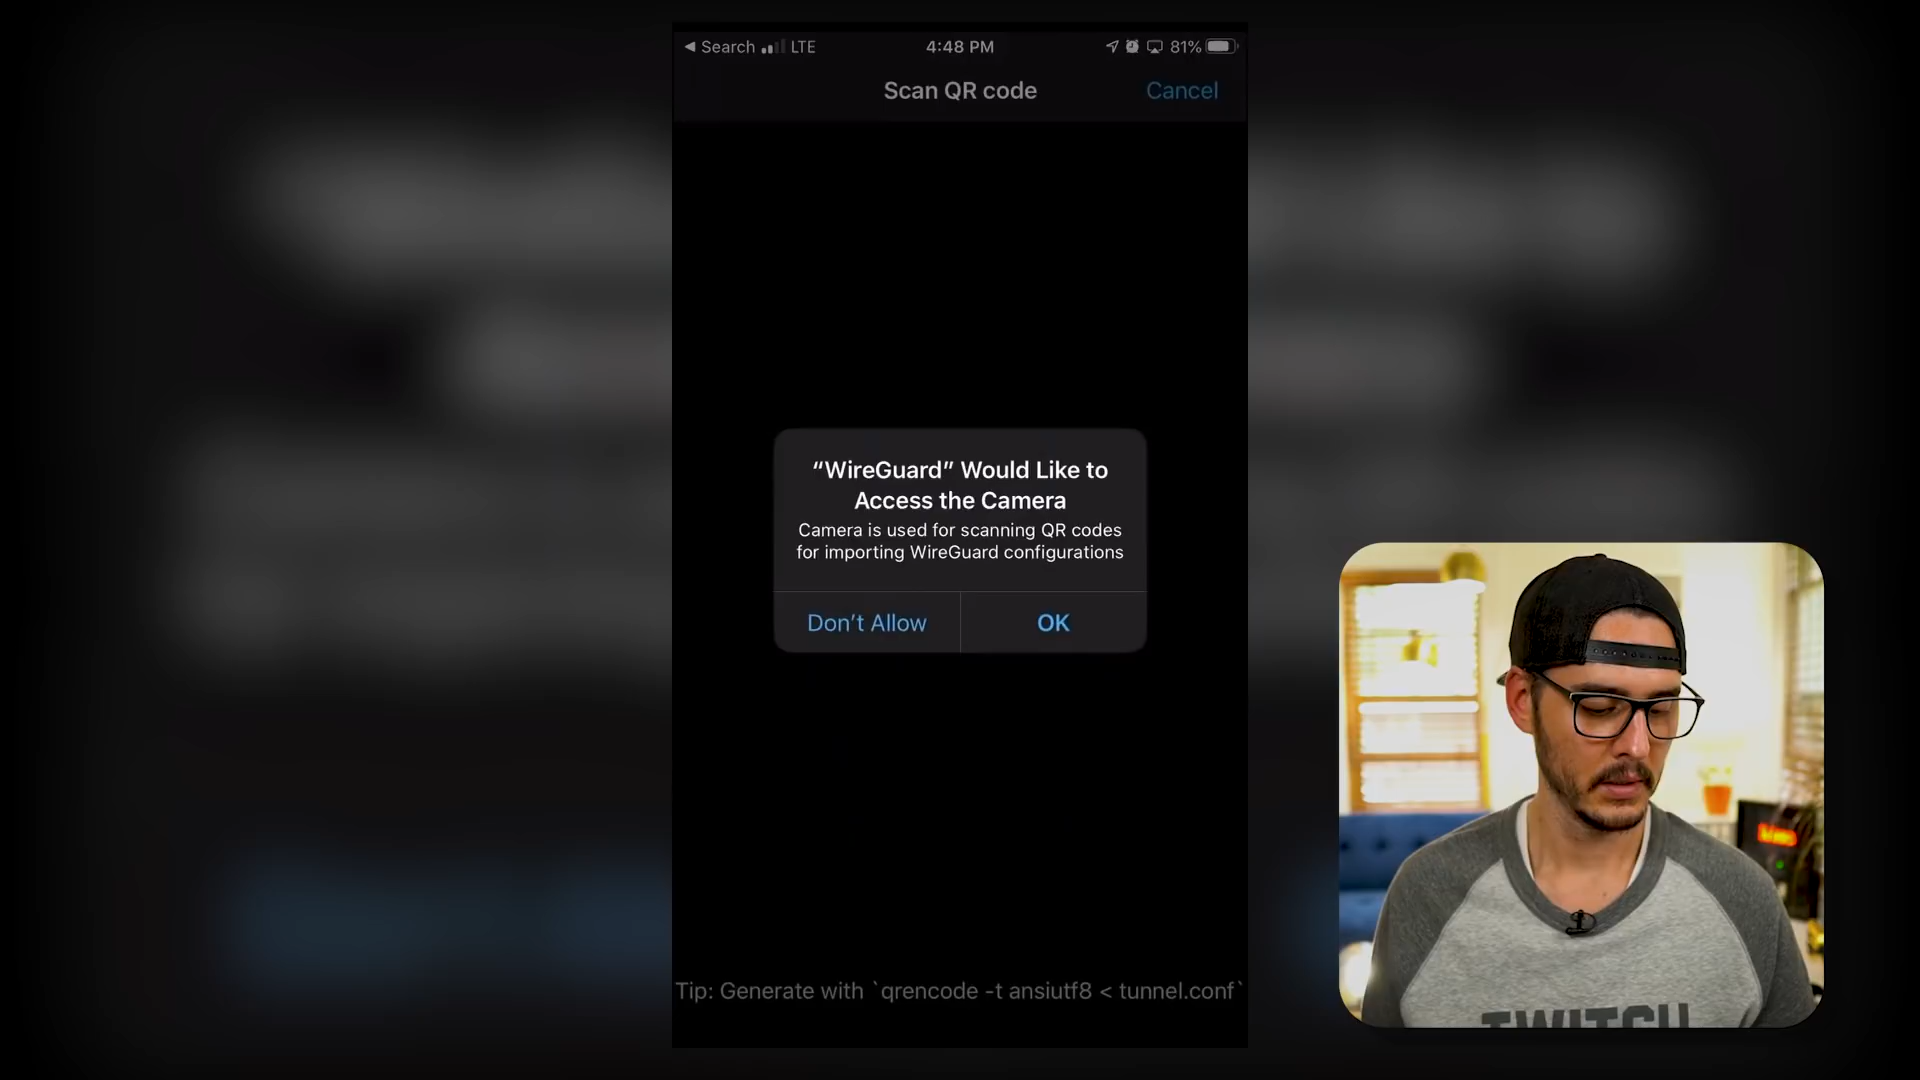 ◀ Search LTE 4:48 PM 81%
Scan QR code Cancel
“WireGuard” Would Like to
Access the Camera
Camera is used for scanning QR codes
for importing WireGuard configurations
Don’t Allow OK
Tip: Generate with `qrencode -t ansiutf8 < tunnel.conf`
TWITCH